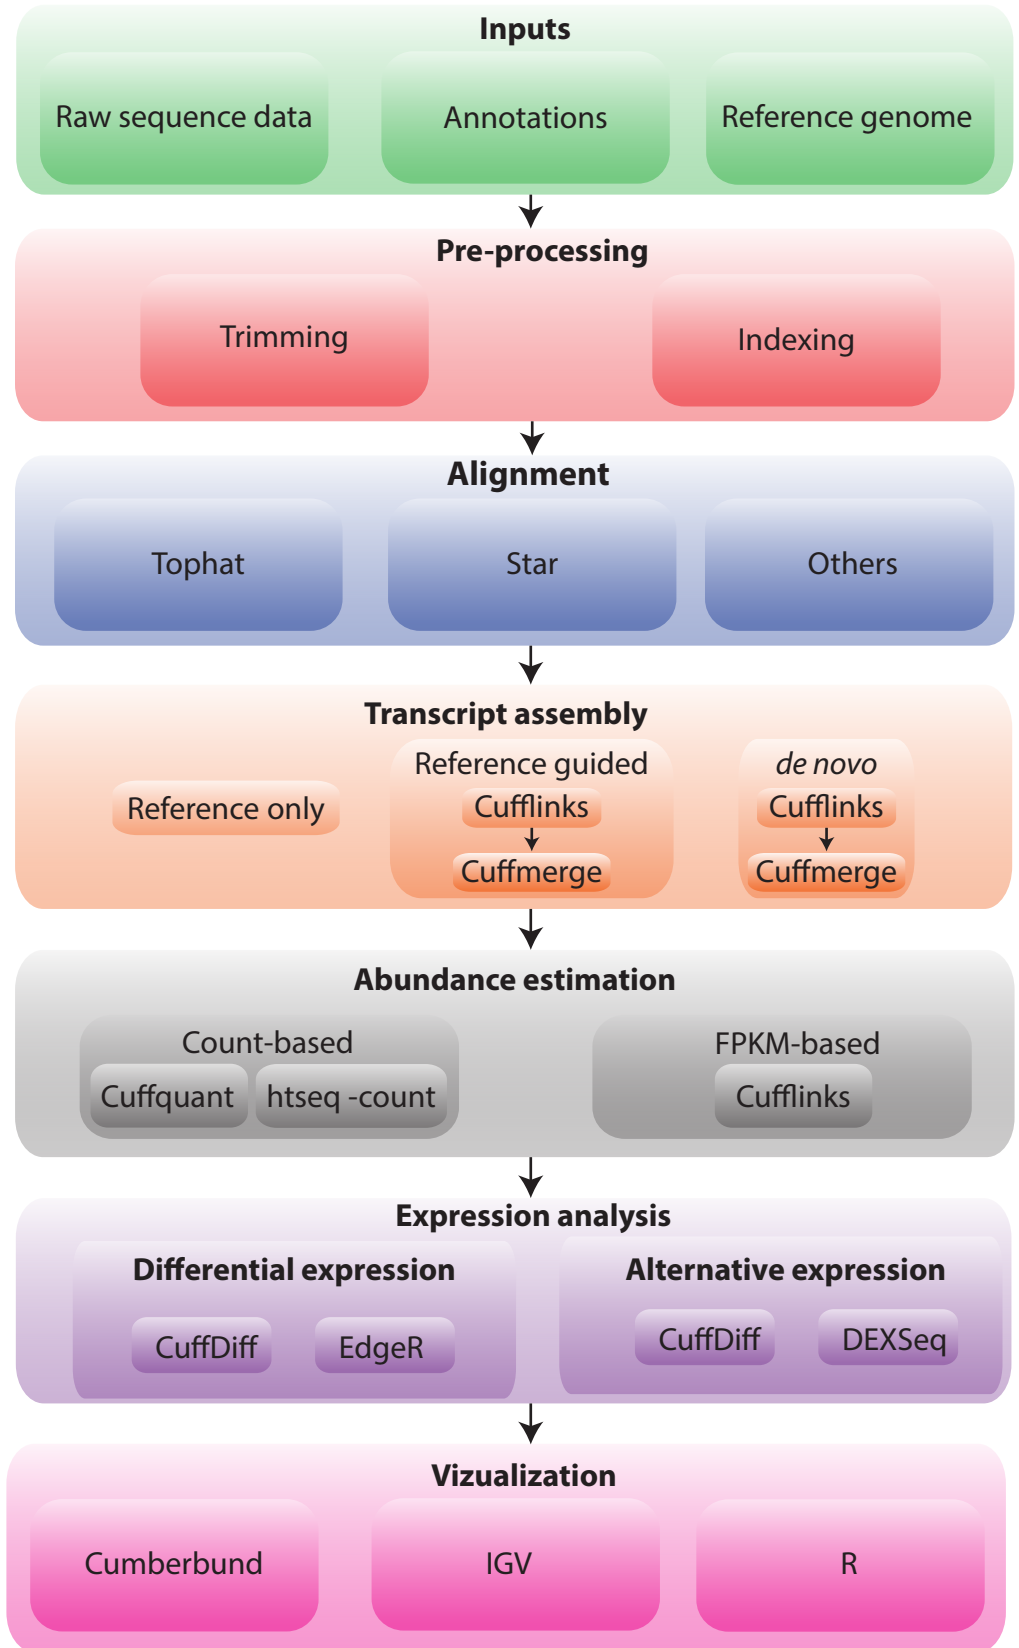 Inputs
Raw sequence data
Annotations
Reference genome
Pre-processing
Trimming
Indexing
Alignment
Tophat
Star
Others
Transcript assembly
Reference only
Reference guided
Cufflinks
Cuffmerge
de novo
Cufflinks
Cuffmerge
Abundance estimation
Count-based
Cuffquant
htseq -count
FPKM-based
Cufflinks
Expression analysis
Differential expression
CuffDiff
EdgeR
Alternative expression
CuffDiff
DEXSeq
Vizualization
Cumberbund
IGV
R